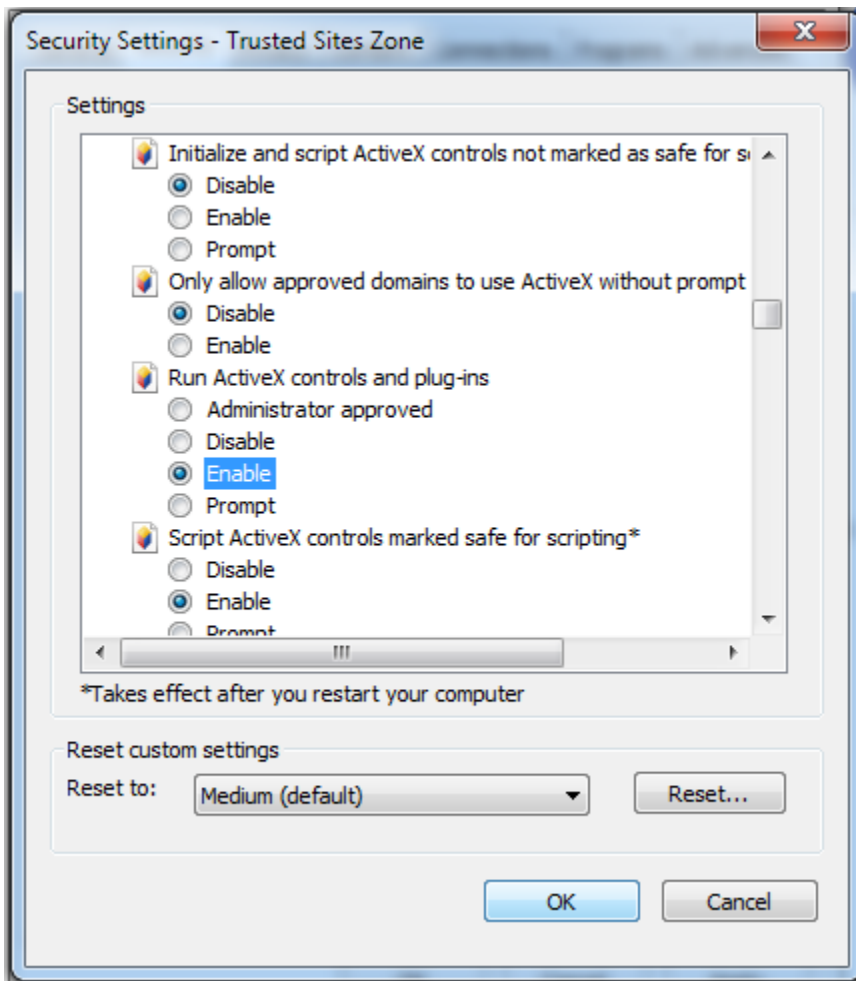 Security Settings - Trusted Sites Zone
Settings
Initialize and script ActiveX controls not marked as safe for
Disable
Enable
Prompt
Only allow approved domains to use ActiveX without prompt
Disable
Enable
Run ActiveX controls and plug-ins
Administrator approved
Disable
Enable
Prompt
Script ActiveX controls marked safe for scripting*
Disable
Enable
Prompt
*Takes effect after you restart your computer
Reset custom settings
Reset to:
Medium (default)
Reset...
OK
Cancel